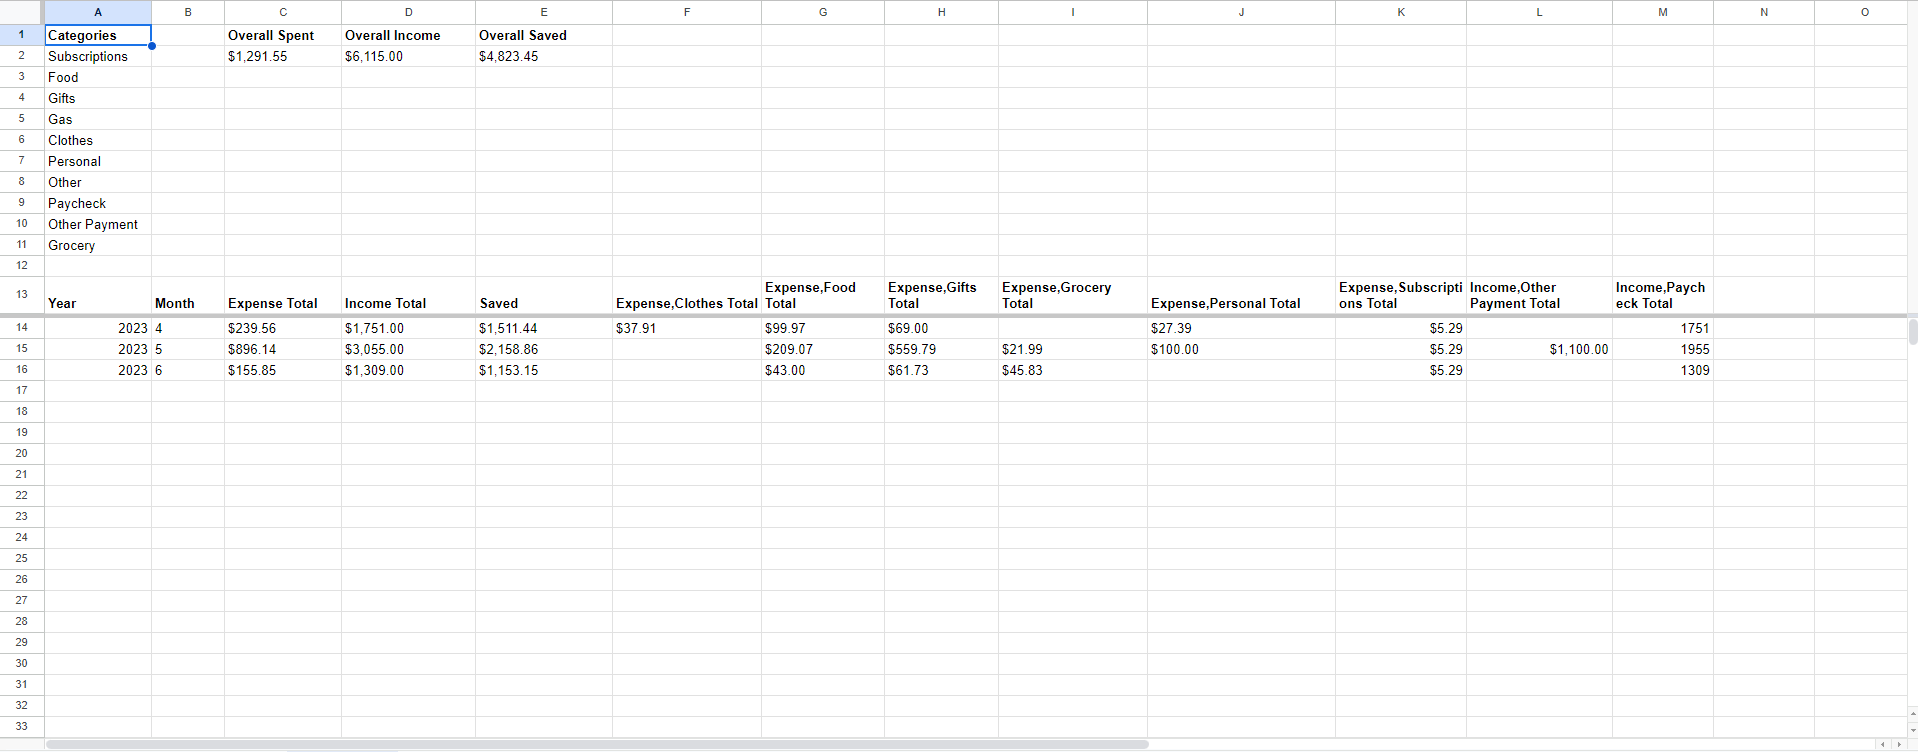 A B C D E F G H I J K L M N O
1 Categories Overall Spent Overall Income Overall Saved
2 Subscriptions $1,291.55 $6,115.00 $4,823.45
3 Food
4 Gifts
5 Gas
6 Clothes
7 Personal
8 Other
9 Paycheck
10 Other Payment
11 Grocery
12
13 Year Month Expense Total Income Total Saved Expense,Clothes Total Expense,Food Total Expense,Gifts Total Expense,Grocery Total Expense,Personal Total Expense,Subscriptions Total Income,Other Payment Total Income,Paycheck Total
14 2023 4 $239.56 $1,751.00 $1,511.44 $37.91 $99.97 $69.00 $27.39 $5.29 1751
15 2023 5 $896.14 $3,055.00 $2,158.86 $209.07 $559.79 $21.99 $100.00 $5.29 $1,100.00 1955
16 2023 6 $155.85 $1,309.00 $1,153.15 $43.00 $61.73 $45.83 $5.29 1309
17
18
19
20
21
22
23
24
25
26
27
28
29
30
31
32
33